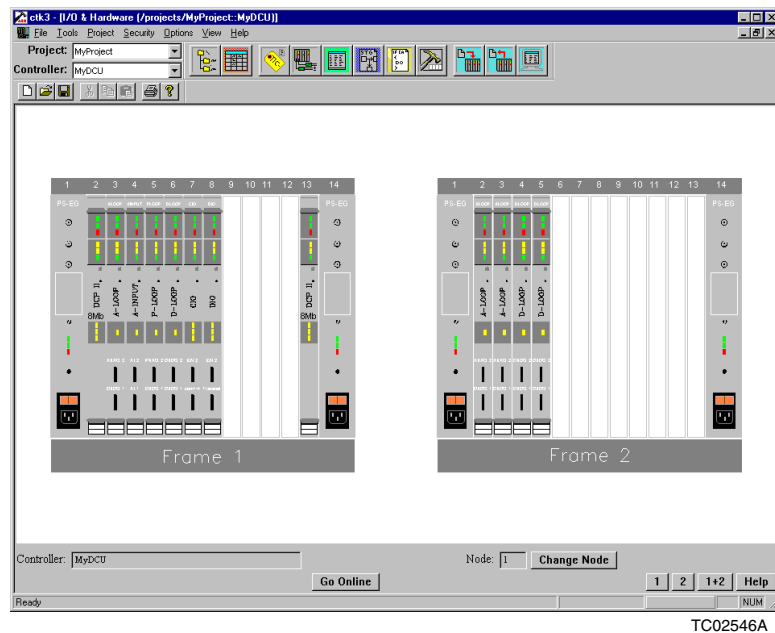 ctk3 - [I/O & Hardware (/projects/MyProject::MyDCU)]
File Tools Project Security Options View Help
Project: MyProject
Controller: MyDCU
1 2 3 4 5 6 7 8 9 10 11 12 13 14
PS-EG PS-EG
DCP II A-LOOP A-INPUT P-LOOP D-LOOP CIO DCP II
8Mb 8Mb
Frame 1
1 2 3 4 5 6 7 8 9 10 11 12 13 14
PS-EG PS-EG
A-LOOP A-LOOP D-LOOP D-LOOP
Frame 2
Controller: MyDCU Node: 1 Change Node
Go Online 1 2 1+2 Help
Ready NUM
TC02546A